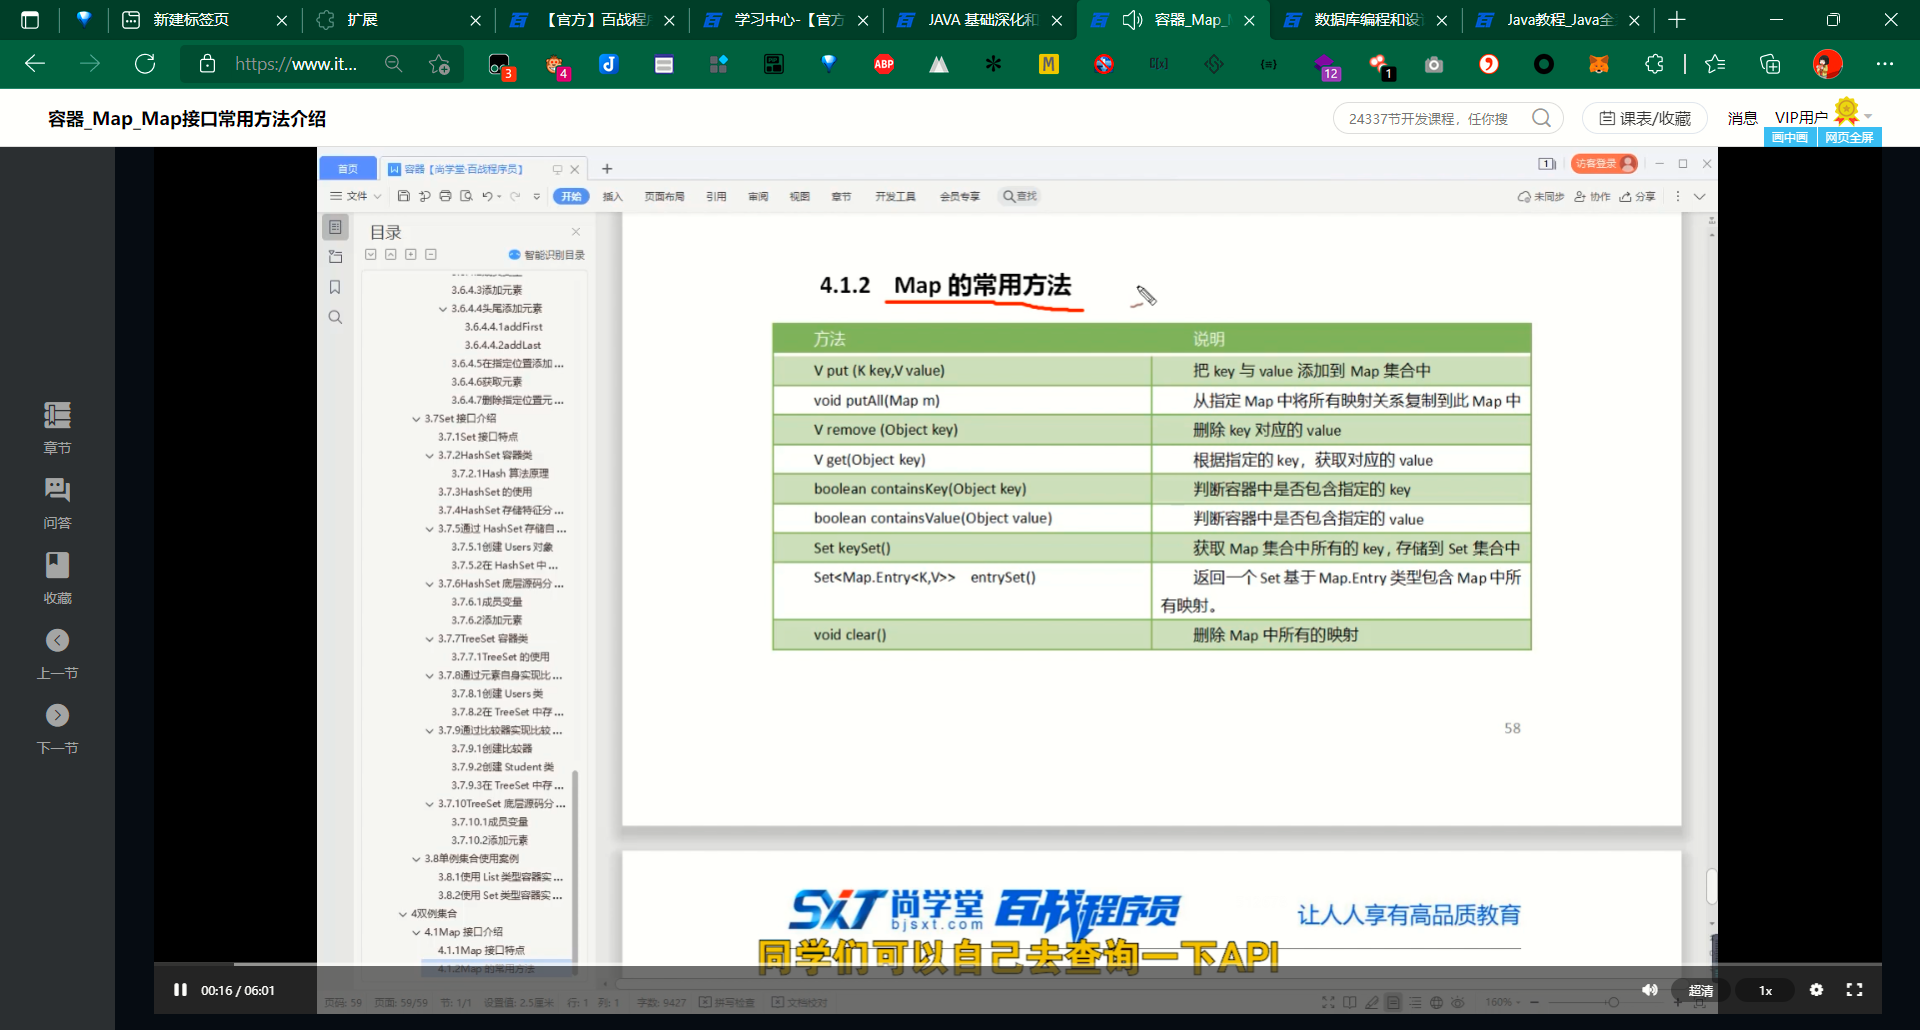 新建标签页
扩展
【官方】百战程
学习中心-【官方
JAVA 基础深化和
容器_Map_
数据库编程和设
Java教程_Java全
https://www.it...
3
4
ABP
M
12
1
容器_Map_Map接口常用方法介绍
24337节开发课程，任你搜
课表/收藏
消息
VIP用户
画中画
网页全屏
章节
问答
收藏
上一节
下一节
首页
容器【尚学堂·百战程序员】
访客登录
文件
开始
插入
页面布局
引用
审阅
视图
章节
开发工具
会员专享
查找
未同步
协作
分享
目录
智能识别目录
3.6.4.3添加元素
3.6.4.4头尾添加元素
3.6.4.4.1addFirst
3.6.4.4.2addLast
3.6.4.5在指定位置添加 ...
3.6.4.6获取元素
3.6.4.7删除指定位置元 ...
3.7Set 接口介绍
3.7.1Set 接口特点
3.7.2HashSet 容器类
3.7.2.1Hash 算法原理
3.7.3HashSet 的使用
3.7.4HashSet 存储特征分 ...
3.7.5通过 HashSet 存储自 ...
3.7.5.1创建 Users 对象
3.7.5.2在 HashSet 中 ...
3.7.6HashSet 底层源码分 ...
3.7.6.1成员变量
3.7.6.2添加元素
3.7.7TreeSet 容器类
3.7.7.1TreeSet 的使用
3.7.8通过元素自身实现比 ...
3.7.8.1创建 Users 类
3.7.8.2在 TreeSet 中存 ...
3.7.9通过比较器实现比较 ...
3.7.9.1创建比较器
3.7.9.2创建 Student 类
3.7.9.3在 TreeSet 中存 ...
3.7.10TreeSet 底层源码分 ...
3.7.10.1成员变量
3.7.10.2添加元素
3.8单例集合使用案例
3.8.1使用 List 类型容器实 ...
3.8.2使用 Set 类型容器实 ...
4双例集合
4.1Map 接口介绍
4.1.1Map 接口特点
4.1.2Map 的常用方法
4.1.2 Map 的常用方法
方法 说明
V put (K key,V value) 把 key 与 value 添加到 Map 集合中
void putAll(Map m) 从指定 Map 中将所有映射关系复制到此 Map 中
V remove (Object key) 删除 key 对应的 value
V get(Object key) 根据指定的 key，获取对应的 value
boolean containsKey(Object key) 判断容器中是否包含指定的 key
boolean containsValue(Object value) 判断容器中是否包含指定的 value
Set keySet() 获取 Map 集合中所有的 key，存储到 Set 集合中
Set<Map.Entry<K,V>> entrySet() 返回一个 Set 基于 Map.Entry 类型包含 Map 中所
有映射。
void clear() 删除 Map 中所有的映射
58
SXT 尚学堂 百战程序员
bjsxt.com
让人人享有高品质教育
同学们可以自己去查询一下API
00:16 / 06:01
超清
1x
页码: 59 页面: 59/59 节: 1/1 设置值: 2.5厘米 行: 1 列: 1 字数: 9427 拼写检查 文档校对
160%